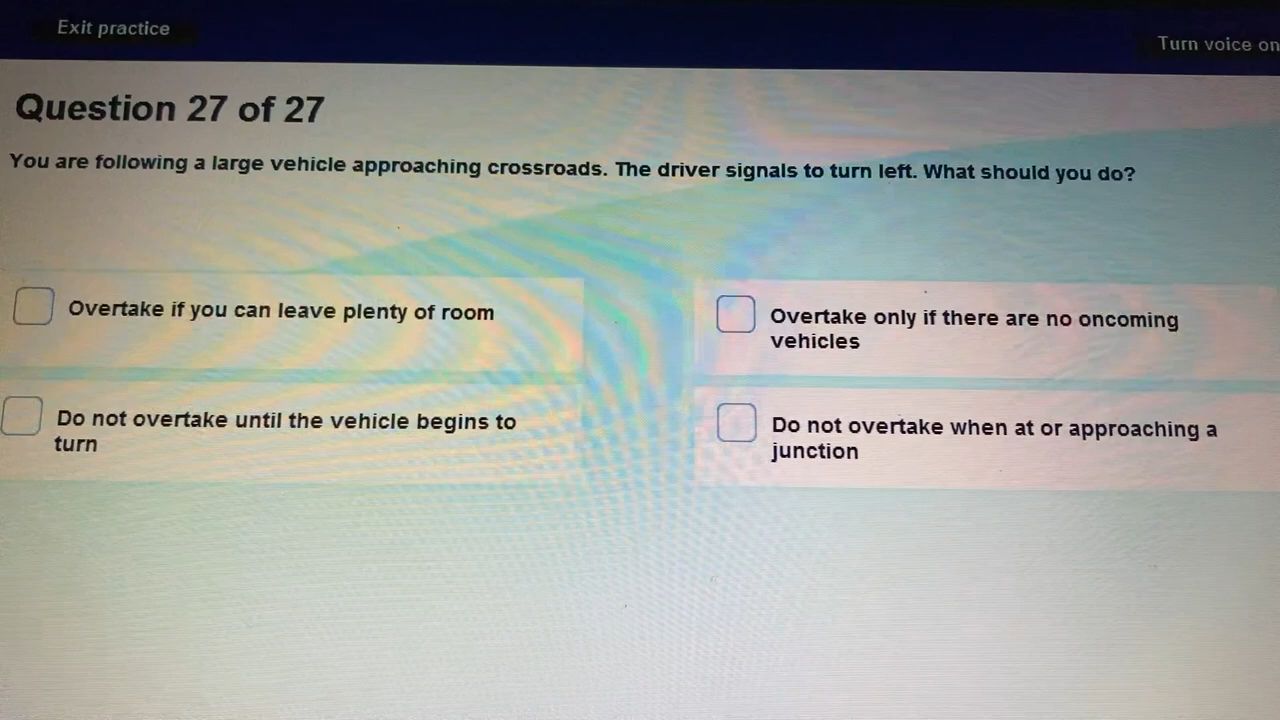 Exit practice
Turn voice on
Question 27 of 27
You are following a large vehicle approaching crossroads. The driver signals to turn left. What should you do?
Overtake if you can leave plenty of room
Overtake only if there are no oncoming
vehicles
Do not overtake until the vehicle begins to
turn
Do not overtake when at or approaching a
junction